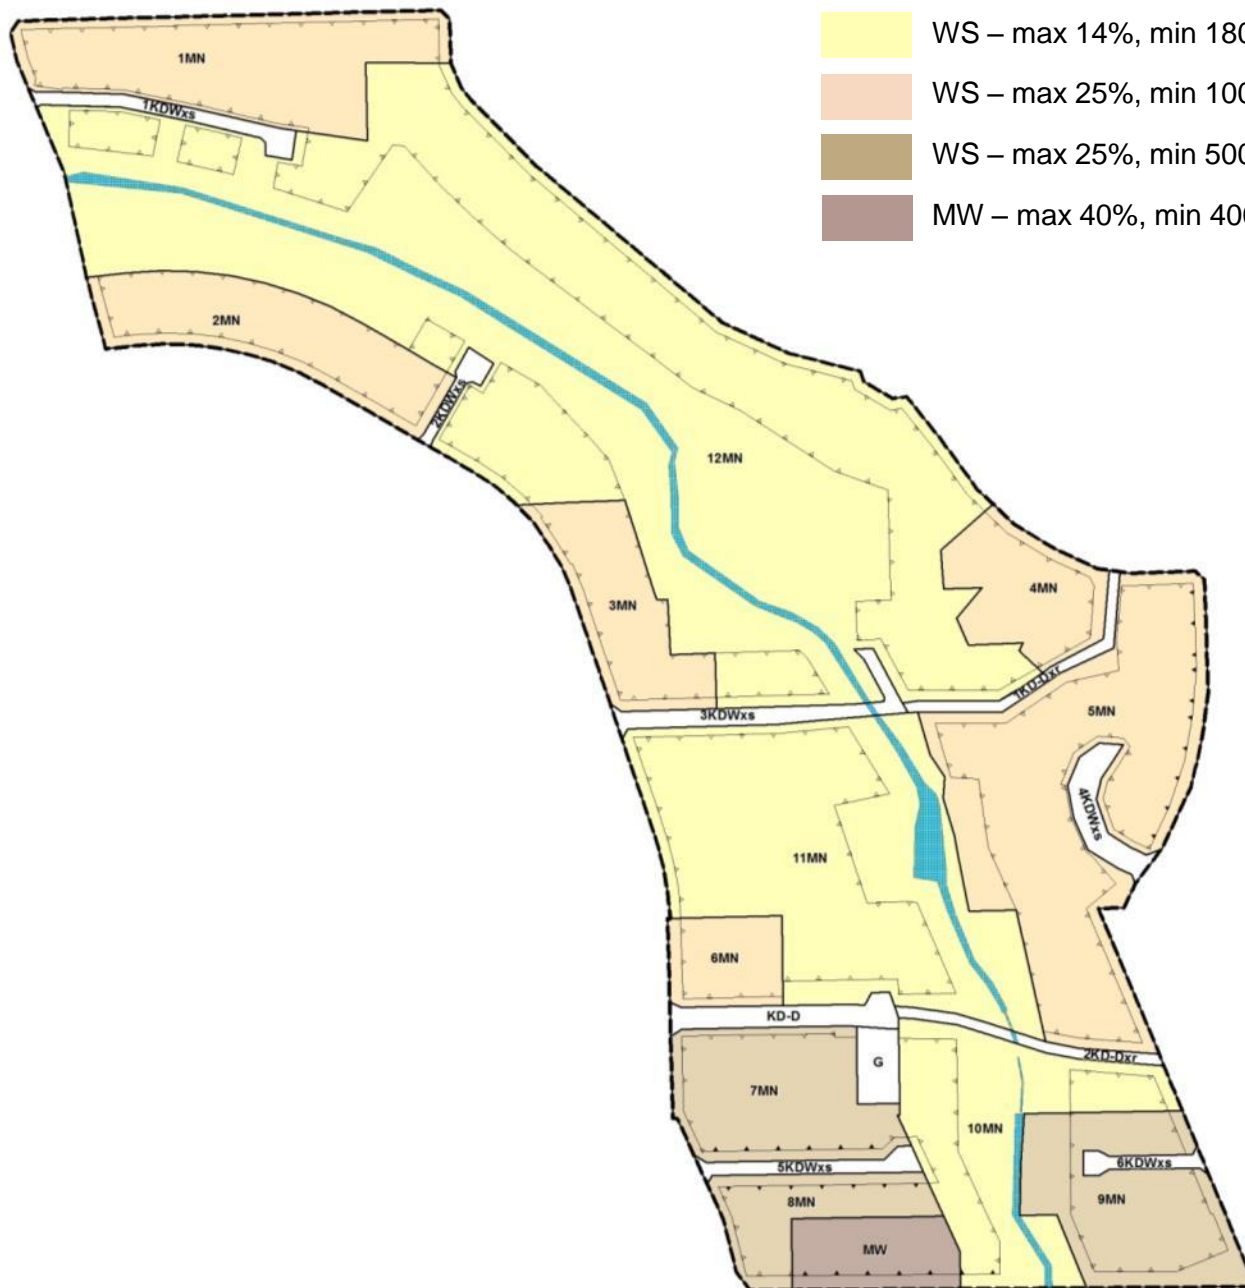 WS – max 14%, min 180
WS – max 25%, min 100
WS – max 25%, min 500
MW – max 40%, min 400
1MN
1KDWxs
2MN
2KDWxs
12MN
3MN
4MN
1KD-Dxr
5MN
3KDWxs
4KDWxs
11MN
6MN
KD-D
2KD-Dxr
G
7MN
10MN
5KDWxs
6KDWxs
8MN
9MN
MW